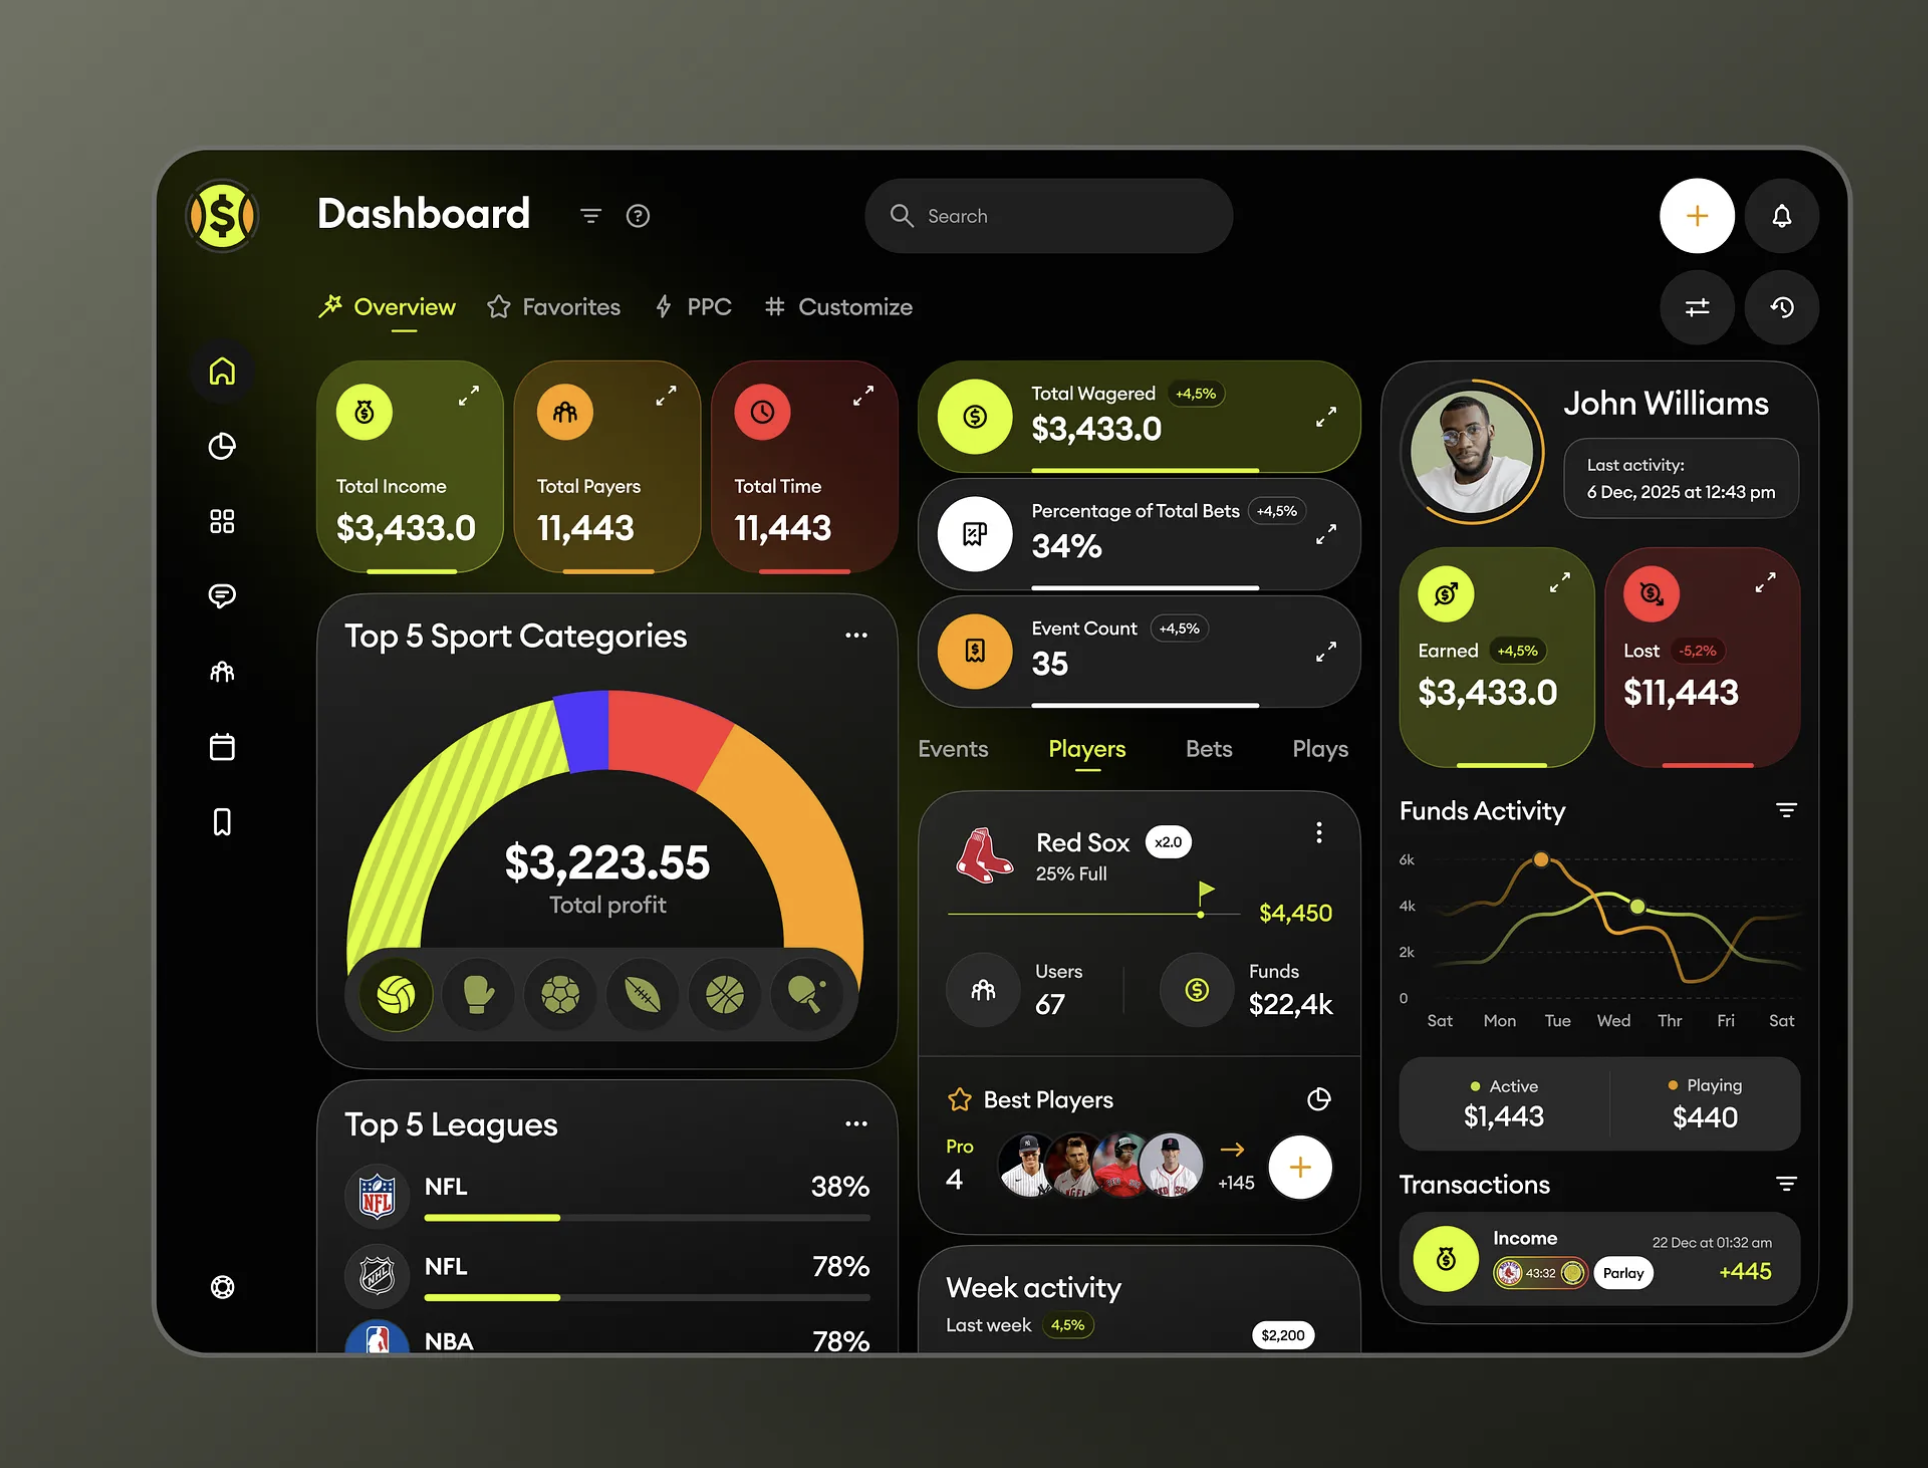 Dashboard
Search
Overview
Favorites
PPC
Customize
Total Income
$3,433.0
Total Payers
11,443
Total Time
11,443
Top 5 Sport Categories
$3,223.55
Total profit
Top 5 Leagues
NFL
NFL 38%
NHL
NFL 78%
NBA 78%
Total Wagered +4,5%
$3,433.0
Percentage of Total Bets +4,5%
34%
Event Count +4,5%
35
Events
Players
Bets
Plays
Red Sox x2.0
25% Full
$4,450
Users
67
Funds
$22,4k
Best Players
Pro
4
+145
Week activity
Last week 4,5%
$2,200
John Williams
Last activity:
6 Dec, 2025 at 12:43 pm
Earned +4,5%
$3,433.0
Lost -5,2%
$11,443
Funds Activity
6k
4k
2k
0
Sat Mon Tue Wed Thr Fri Sat
Active
$1,443
Playing
$440
Transactions
Income
22 Dec at 01:32 am
43:32
Parlay
+445